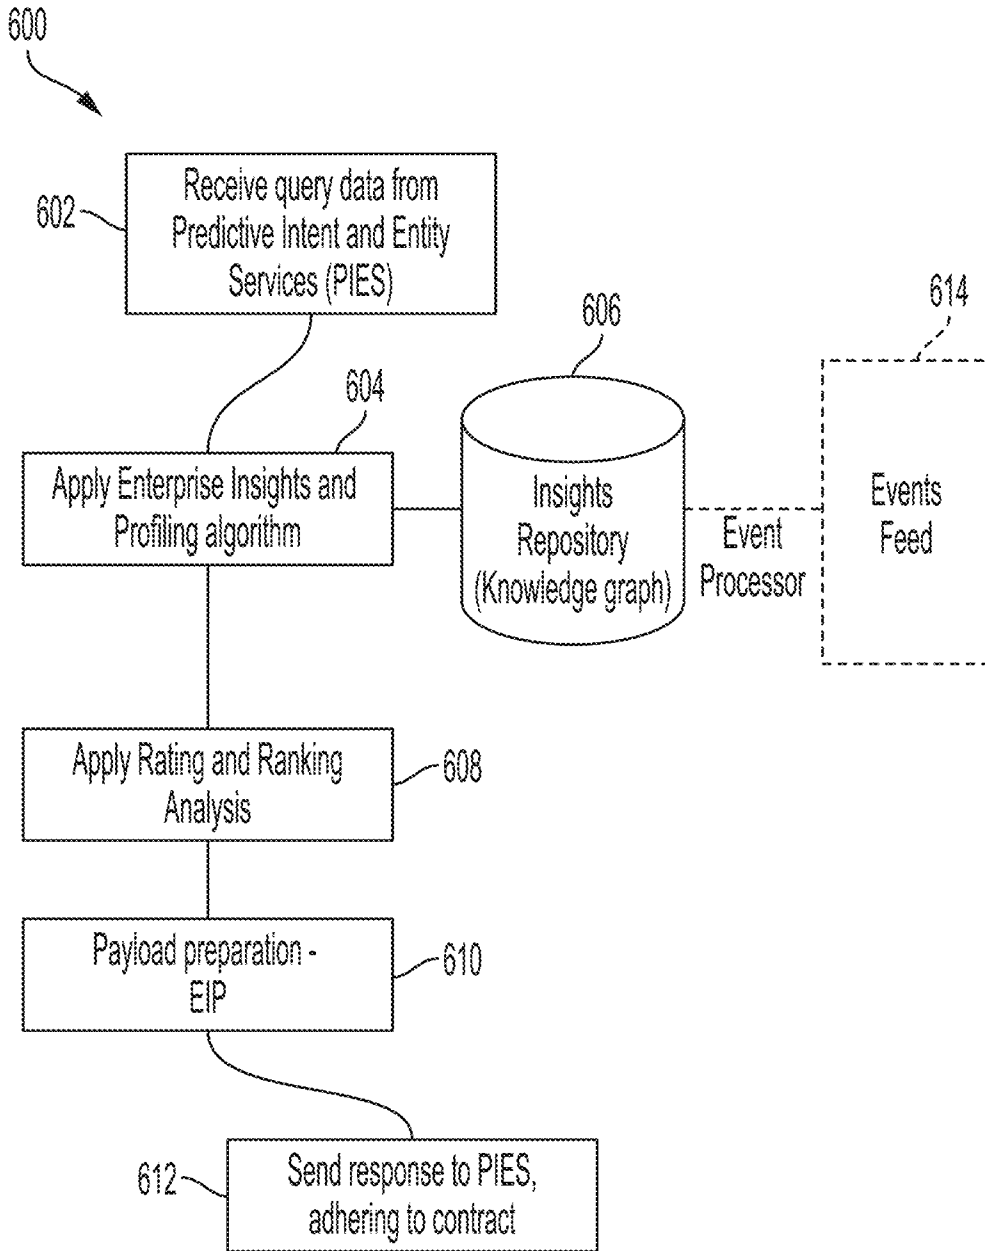 600
602
Receive query data from
Predictive Intent and Entity
Services (PIES)
604
Apply Enterprise Insights and
Profiling algorithm
606
Insights
Repository
(Knowledge graph)
Event
Processor
614
Events
Feed
Apply Rating and Ranking
Analysis
608
Payload preparation -
EIP
610
612
Send response to PIES,
adhering to contract